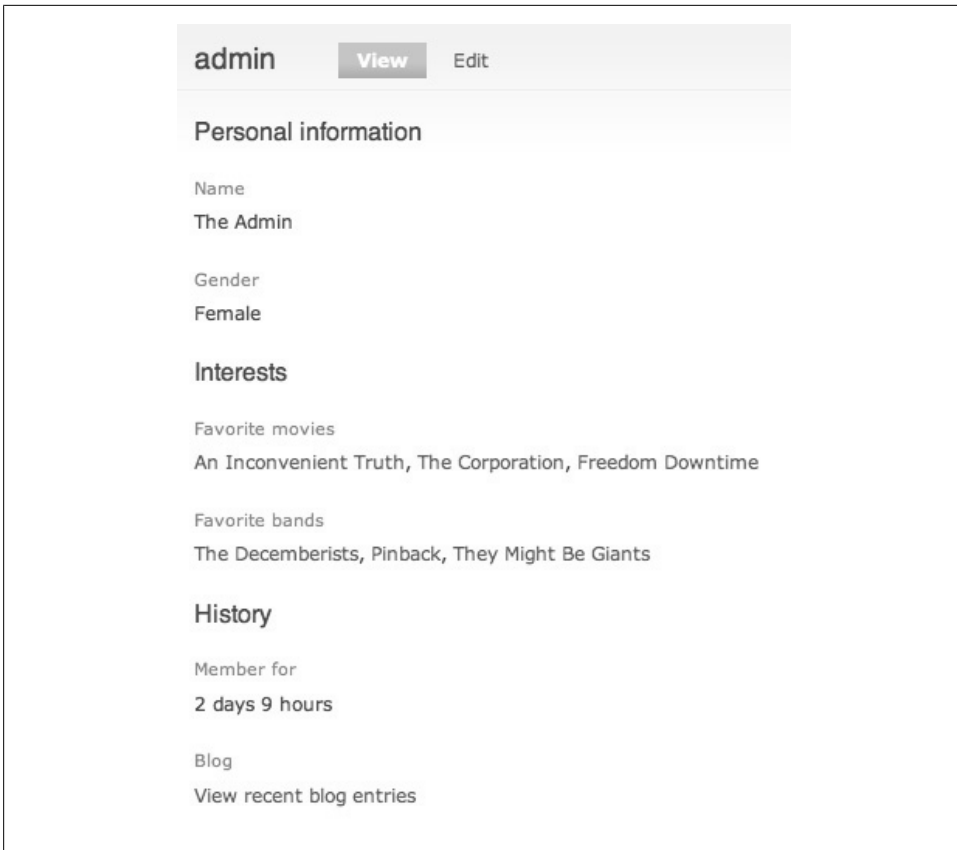 admin View Edit
Personal information
Name
The Admin
Gender
Female
Interests
Favorite movies
An Inconvenient Truth, The Corporation, Freedom Downtime
Favorite bands
The Decemberists, Pinback, They Might Be Giants
History
Member for
2 days 9 hours
Blog
View recent blog entries